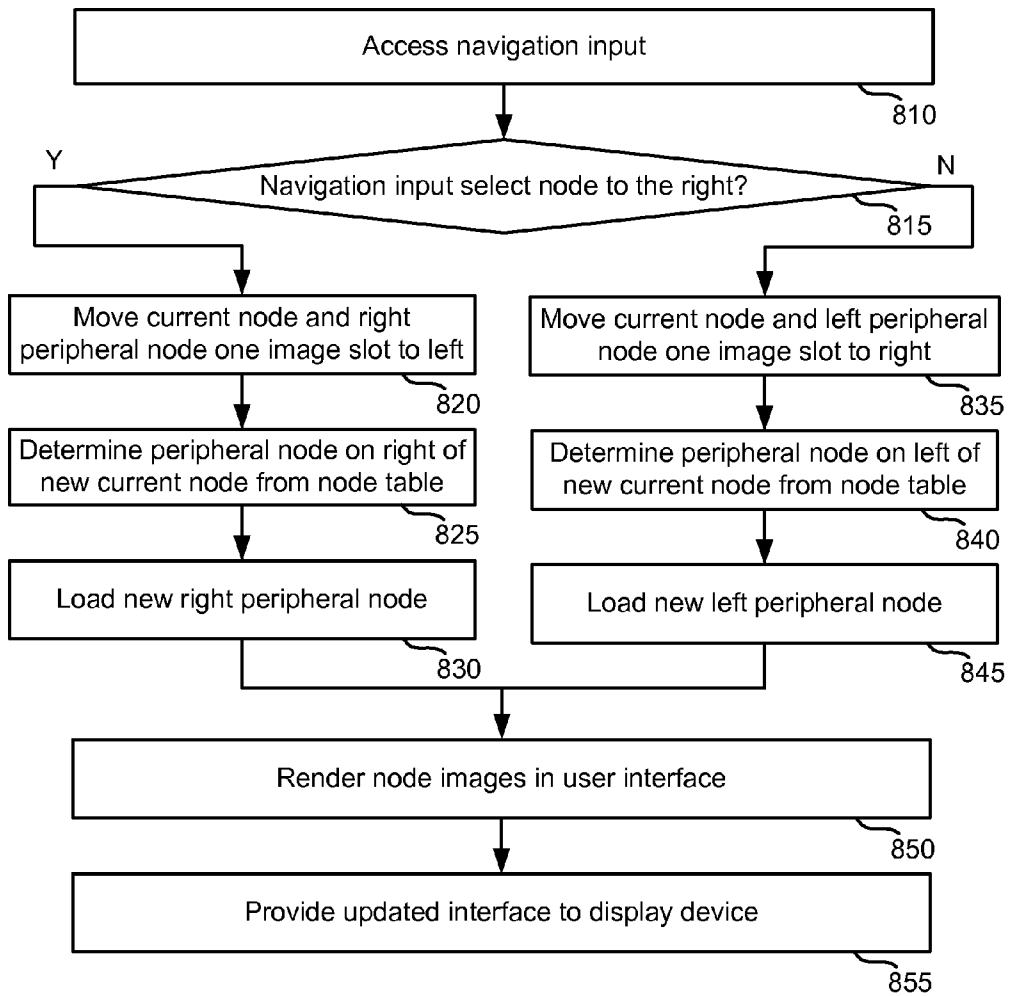 Access navigation input
810
Y
N
Navigation input select node to the right?
815
Move current node and right
peripheral node one image slot to left
820
Determine peripheral node on right of
new current node from node table
825
Load new right peripheral node
830
Move current node and left peripheral
node one image slot to right
835
Determine peripheral node on left of
new current node from node table
840
Load new left peripheral node
845
Render node images in user interface
850
Provide updated interface to display device
855